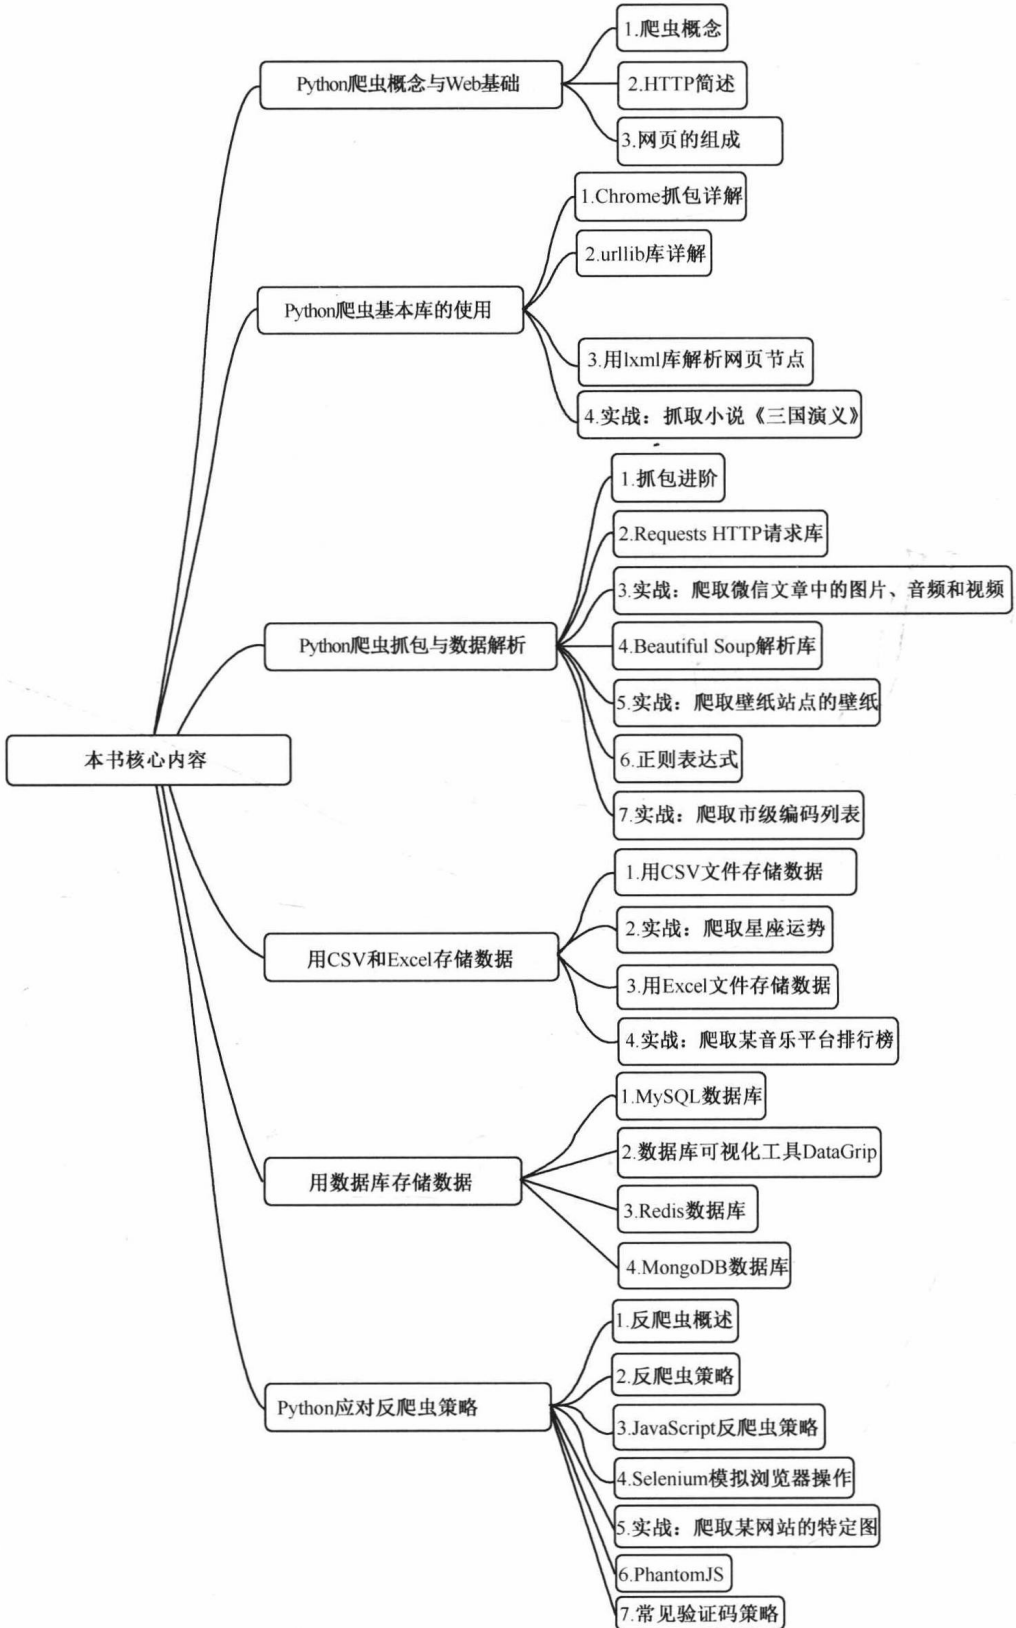 本书核心内容
Python爬虫概念与Web基础
1.爬虫概念
2.HTTP简述
3.网页的组成
Python爬虫基本库的使用
1.Chrome抓包详解
2.urllib库详解
3.用lxml库解析网页节点
4.实战：抓取小说《三国演义》
Python爬虫抓包与数据解析
1.抓包进阶
2.Requests HTTP请求库
3.实战：爬取微信文章中的图片、音频和视频
4.Beautiful Soup解析库
5.实战：爬取壁纸站点的壁纸
6.正则表达式
7.实战：爬取市级编码列表
用CSV和Excel存储数据
1.用CSV文件存储数据
2.实战：爬取星座运势
3.用Excel文件存储数据
4.实战：爬取某音乐平台排行榜
用数据库存储数据
1.MySQL数据库
2.数据库可视化工具DataGrip
3.Redis数据库
4.MongoDB数据库
Python应对反爬虫策略
1.反爬虫概述
2.反爬虫策略
3.JavaScript反爬虫策略
4.Selenium模拟浏览器操作
5.实战：爬取某网站的特定图
6.PhantomJS
7.常见验证码策略